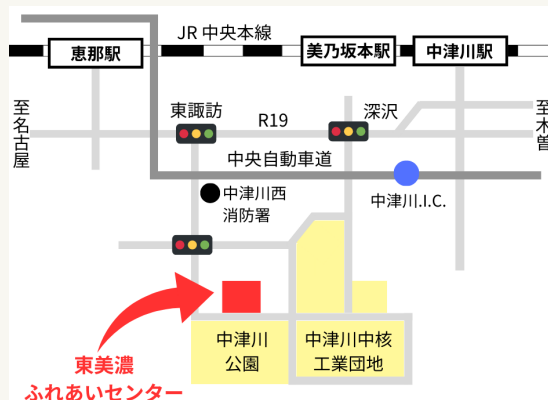 JR 中央本線
恵那駅
美乃坂本駅
中津川駅
至名古屋
東諏訪
R19
深沢
至木曽
中央自動車道
中津川西
消防署
中津川.I.C.
中津川
公園
中津川中核
工業団地
東美濃
ふれあいセンター